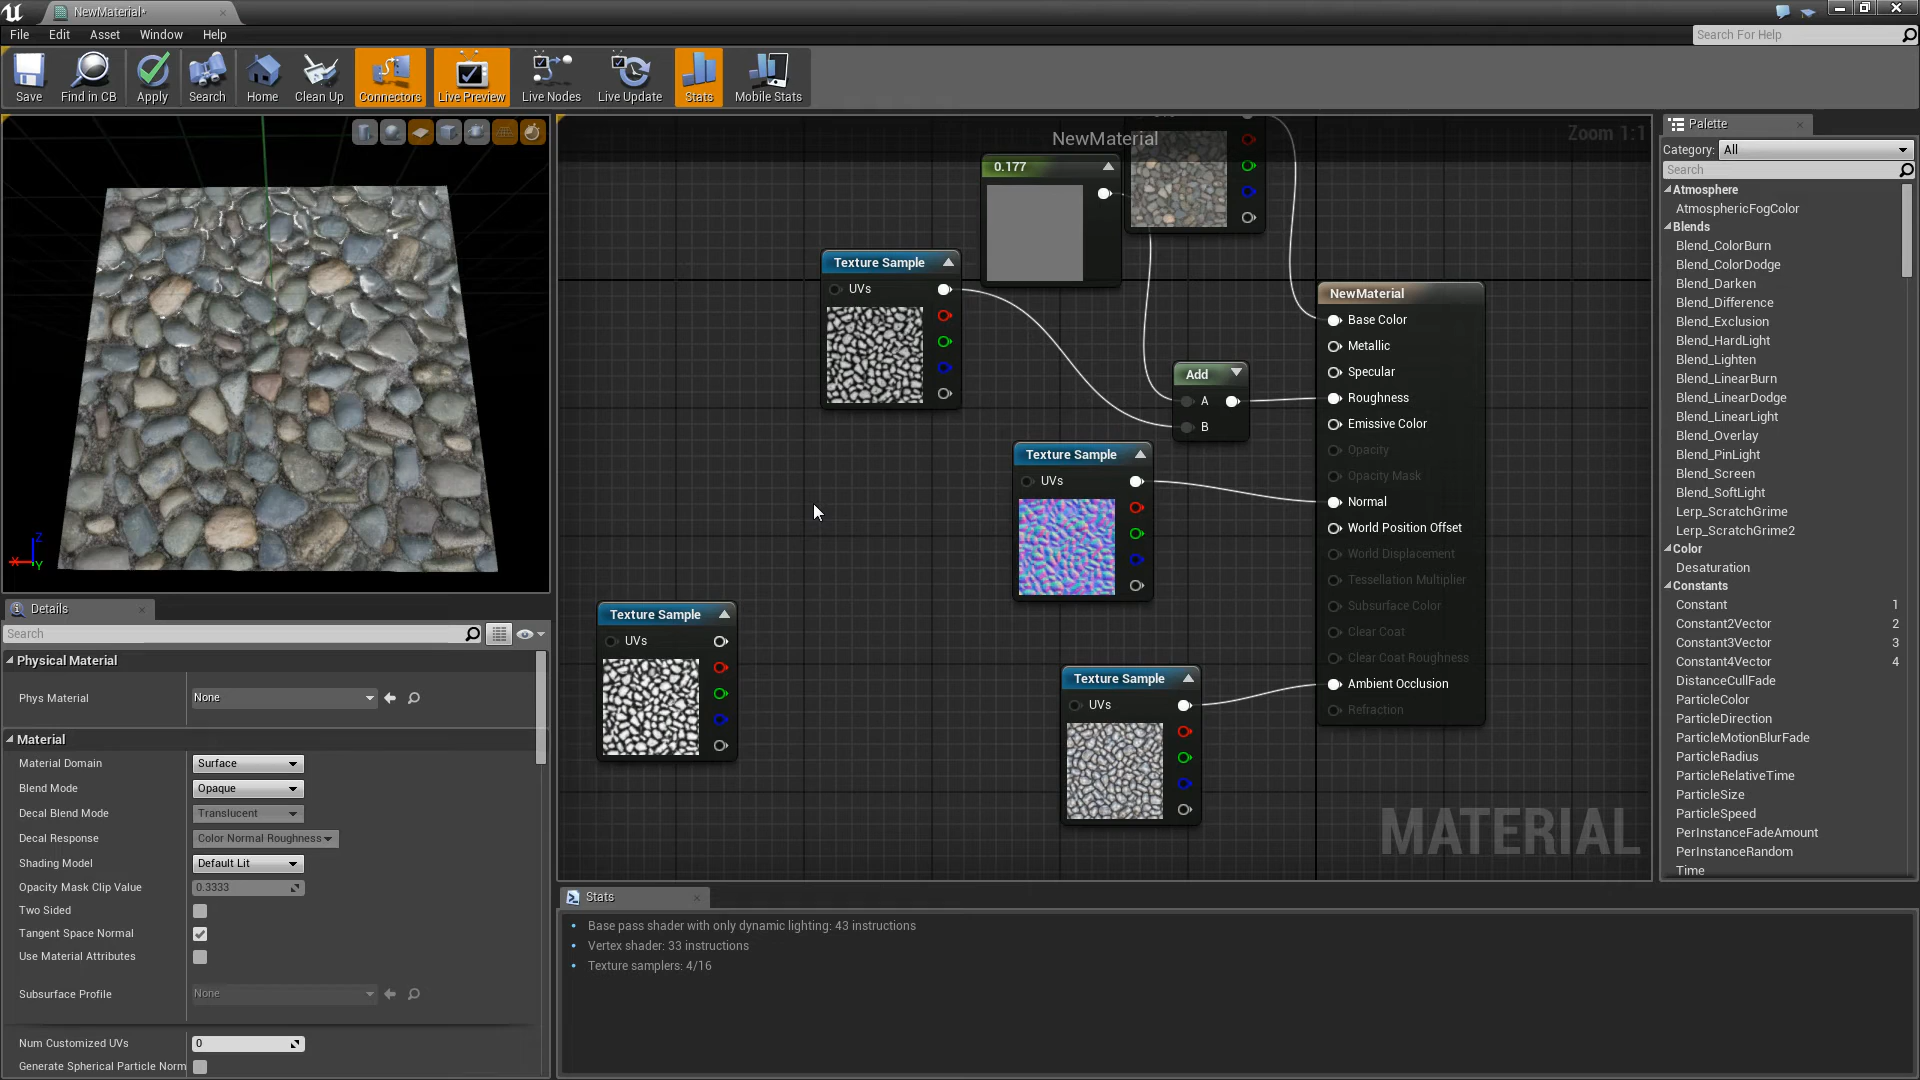 NewMaterial*
File Edit Asset Window Help
Search For Help
Save Find in CB Apply Search Home Clean Up Connectors Live Preview Live Nodes Live Update Stats Mobile Stats
NewMaterial
Zoom 1:1
0.177
Texture Sample
UVs
Add
A
B
Texture Sample
UVs
Texture Sample
UVs
Texture Sample
UVs
NewMaterial
Base Color
Metallic
Specular
Roughness
Emissive Color
Opacity
Opacity Mask
Normal
World Position Offset
World Displacement
Tessellation Multiplier
Subsurface Color
Clear Coat
Clear Coat Roughness
Ambient Occlusion
Refraction
MATERIAL
Z
X
Y
Details
Search
Physical Material
Phys Material None
Material
Material Domain Surface
Blend Mode Opaque
Decal Blend Mode Translucent
Decal Response Color Normal Roughness
Shading Model Default Lit
Opacity Mask Clip Value 0.3333
Two Sided
Tangent Space Normal
Use Material Attributes
Subsurface Profile None
Num Customized UVs 0
Generate Spherical Particle Norm
Stats
Base pass shader with only dynamic lighting: 43 instructions
Vertex shader: 33 instructions
Texture samplers: 4/16
Palette
Category: All
Search
Atmosphere
AtmosphericFogColor
Blends
Blend_ColorBurn
Blend_ColorDodge
Blend_Darken
Blend_Difference
Blend_Exclusion
Blend_HardLight
Blend_Lighten
Blend_LinearBurn
Blend_LinearDodge
Blend_LinearLight
Blend_Overlay
Blend_PinLight
Blend_Screen
Blend_SoftLight
Lerp_ScratchGrime
Lerp_ScratchGrime2
Color
Desaturation
Constants
Constant 1
Constant2Vector 2
Constant3Vector 3
Constant4Vector 4
DistanceCullFade
ParticleColor
ParticleDirection
ParticleMotionBlurFade
ParticleRadius
ParticleRelativeTime
ParticleSize
ParticleSpeed
PerInstanceFadeAmount
PerInstanceRandom
Time